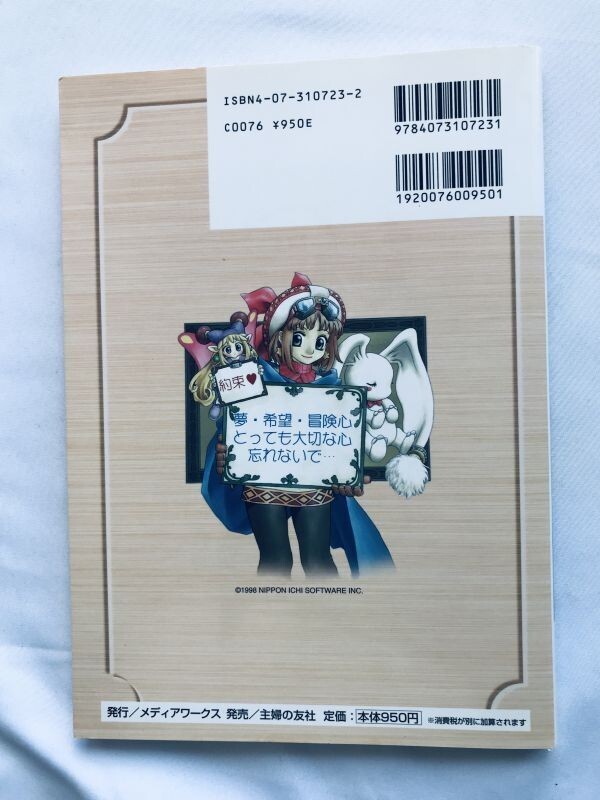 ISBN4-07-310723-2
C0076 ¥950E
9784073107231
1920076009501
約束♥
夢・希望・冒険心
とっても大切な心
忘れないで…
©1998 NIPPON ICHI SOFTWARE INC.
発行/メディアワークス 発売/主婦の友社 定価：本体950円 ※消費税が別に加算されます